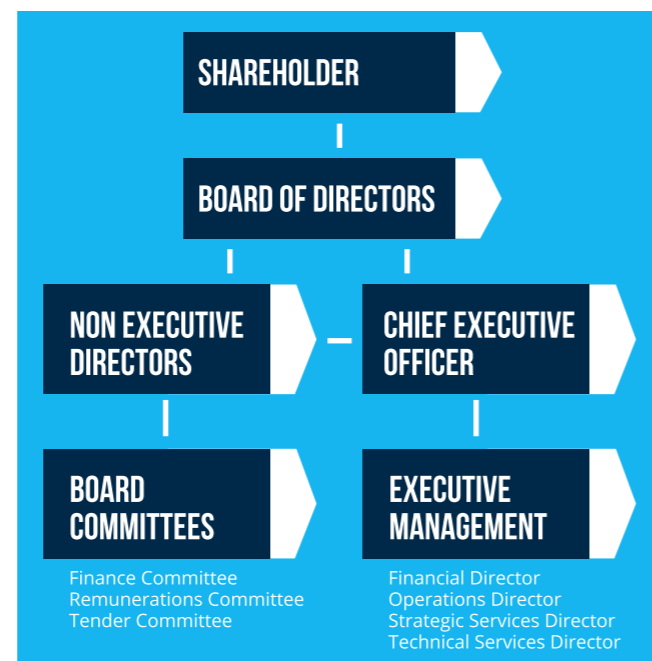 SHAREHOLDER
BOARD OF DIRECTORS
NON EXECUTIVE
DIRECTORS
CHIEF EXECUTIVE
OFFICER
BOARD
COMMITTEES
Finance Committee
Remunerations Committee
Tender Committee
EXECUTIVE
MANAGEMENT
Financial Director
Operations Director
Strategic Services Director
Technical Services Director